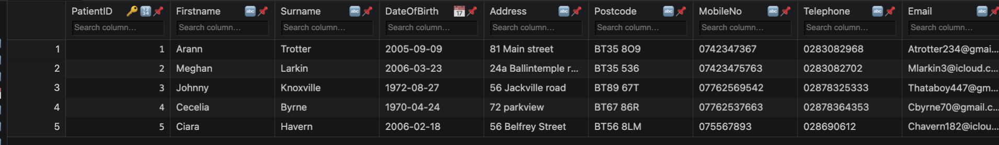 PatientID Firstname Surname DateOfBirth 17 Address Postcode MobileNo Telephone Email
Search column... Search column... Search column... Search column... Search column... Search column... Search column... Search column... Search column...
1 1 Arann Trotter 2005-09-09 81 Main street BT35 8O9 0742347367 0283082968 Atrotter234@gmai...
2 2 Meghan Larkin 2006-03-23 24a Ballintemple r... BT35 536 07423475763 0283082702 Mlarkin3@icloud.c...
3 3 Johnny Knoxville 1972-08-27 56 Jackville road BT89 67T 07762569542 02878325333 Thataboy447@gm...
4 4 Cecelia Byrne 1970-04-24 72 parkview BT67 86R 07762537663 02878364353 Cbyrne70@gmail.c...
5 5 Ciara Havern 2006-02-18 56 Belfrey Street BT56 8LM 075567893 028690612 Chavern182@iclou...